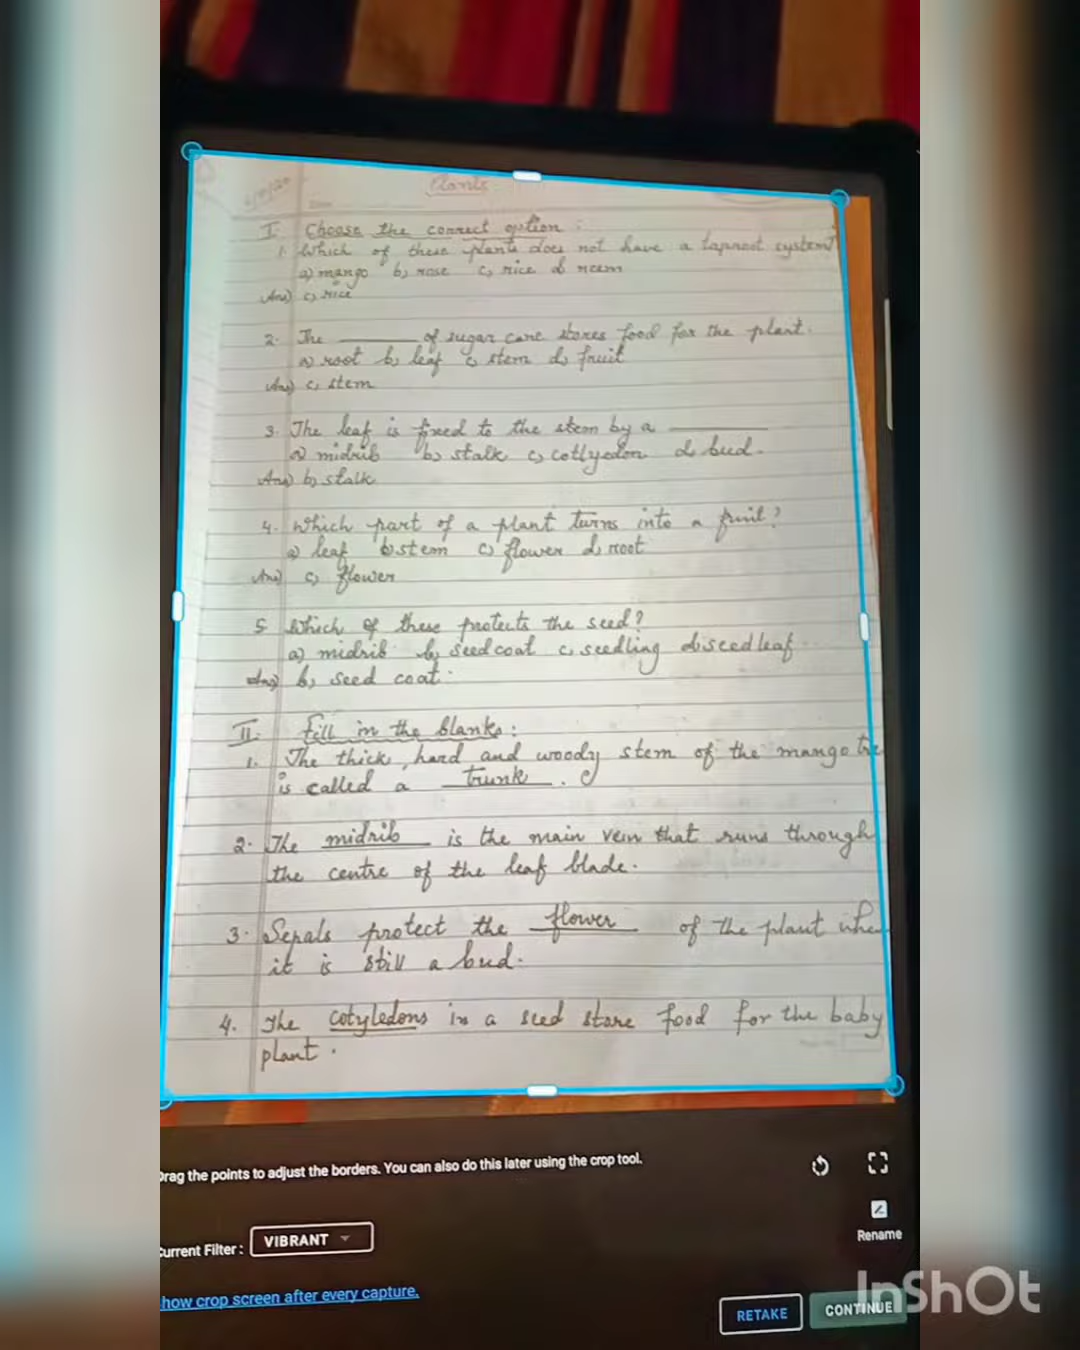 Plants
I. Choose the correct option :
1. Which of these plants does not have a taproot system?
a) mango b) rose c) rice d) neem
Ans) c) rice
2. The ________ of sugar cane stores food for the plant.
a) root b) leaf c) stem d) fruit
Ans) c) stem
3. The leaf is fixed to the stem by a ________
a) midrib b) stalk c) cotlyedon d) bud.
Ans) b) stalk
4. Which part of a plant turns into a fruit?
a) leaf b) stem c) flower d) root
Ans) c) flower
5. Which of these protects the seed?
a) midrib b) seed coat c) seedling d) seed leaf
Ans) b) seed coat.
II. Fill in the blanks :
1. The thick, hard and woody stem of the mango tre
is called a trunk.
2. The midrib is the main vein that runs through
the centre of the leaf blade.
3. Sepals protect the flower of the plant whe
it is still a bud.
4. The cotyledons in a seed store food for the baby
plant.
Drag the points to adjust the borders. You can also do this later using the crop tool.
Rename
Current Filter : VIBRANT
how crop screen after every capture.
RETAKE CONTINUE
InShOt